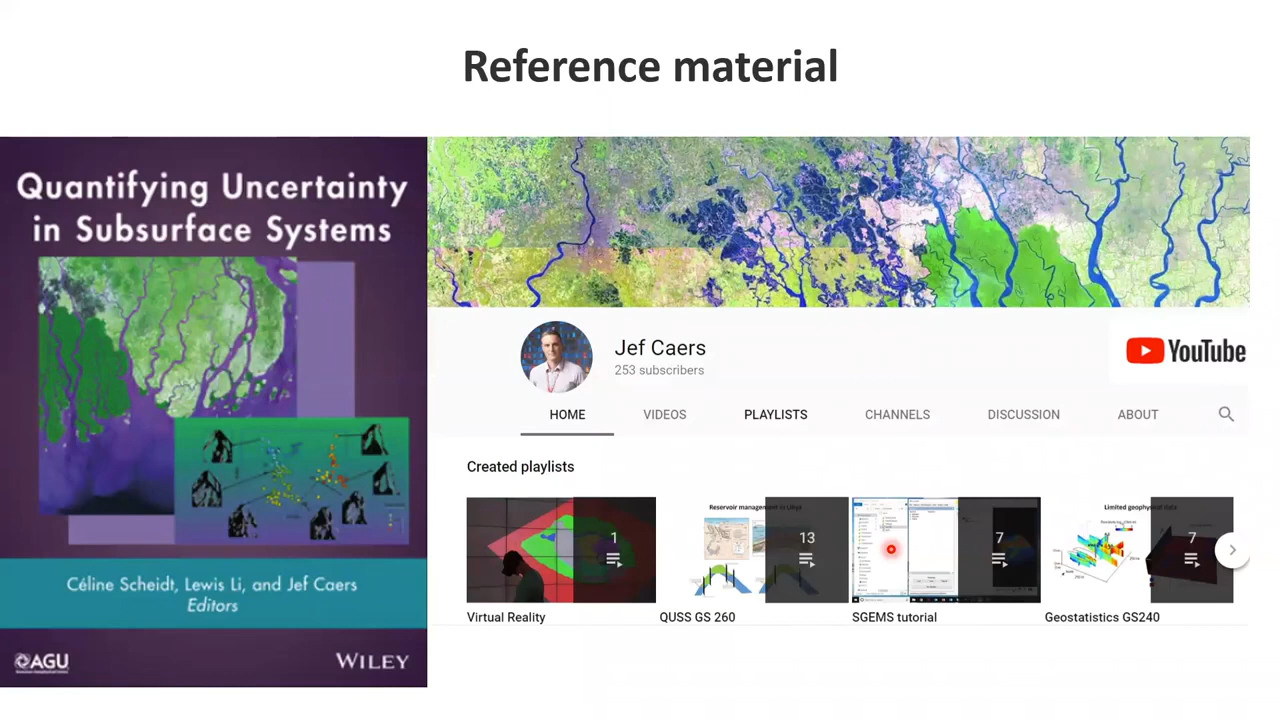 Reference material
Quantifying Uncertainty
in Subsurface Systems
Céline Scheidt, Lewis Li, and Jef Caers
Editors
AGU
WILEY
Jef Caers
253 subscribers
YouTube
HOME
VIDEOS
PLAYLISTS
CHANNELS
DISCUSSION
ABOUT
Created playlists
1
Virtual Reality
Reservoir management in Libya
13
QUSS GS 260
7
SGEMS tutorial
Limited geophysical data
7
Geostatistics GS240